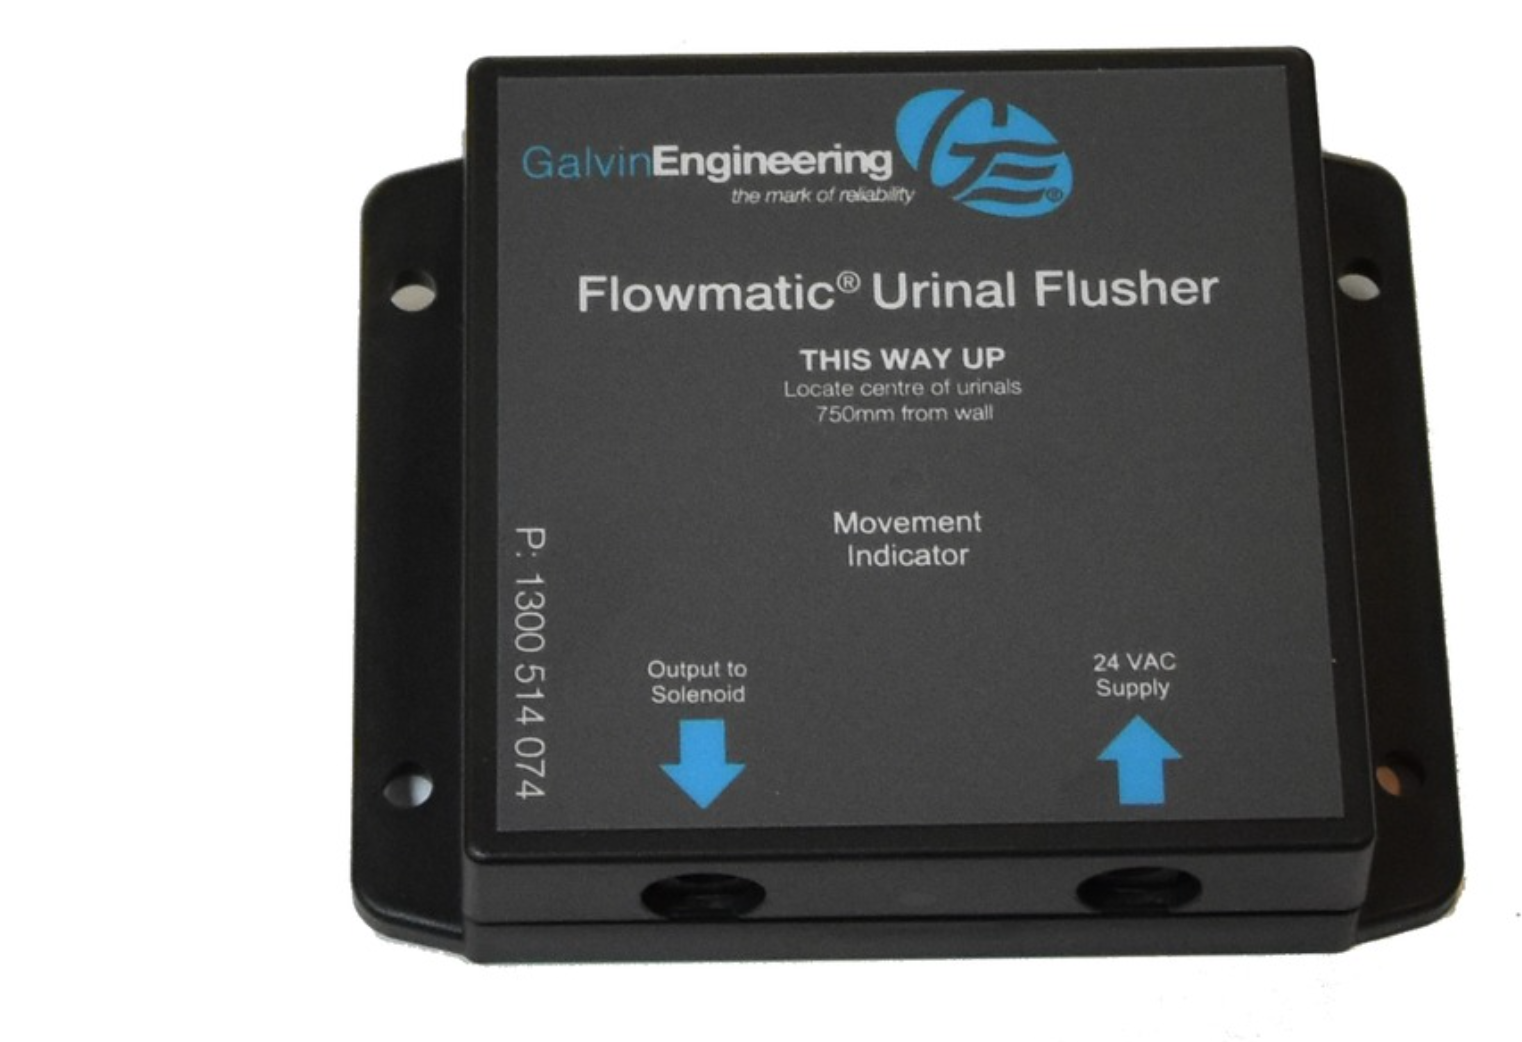 GalvinEngineering
the mark of reliability
Flowmatic® Urinal Flusher
THIS WAY UP
Locate centre of urinals
750mm from wall
Movement
Indicator
Output to
Solenoid
24 VAC
Supply
P: 1300 514 074